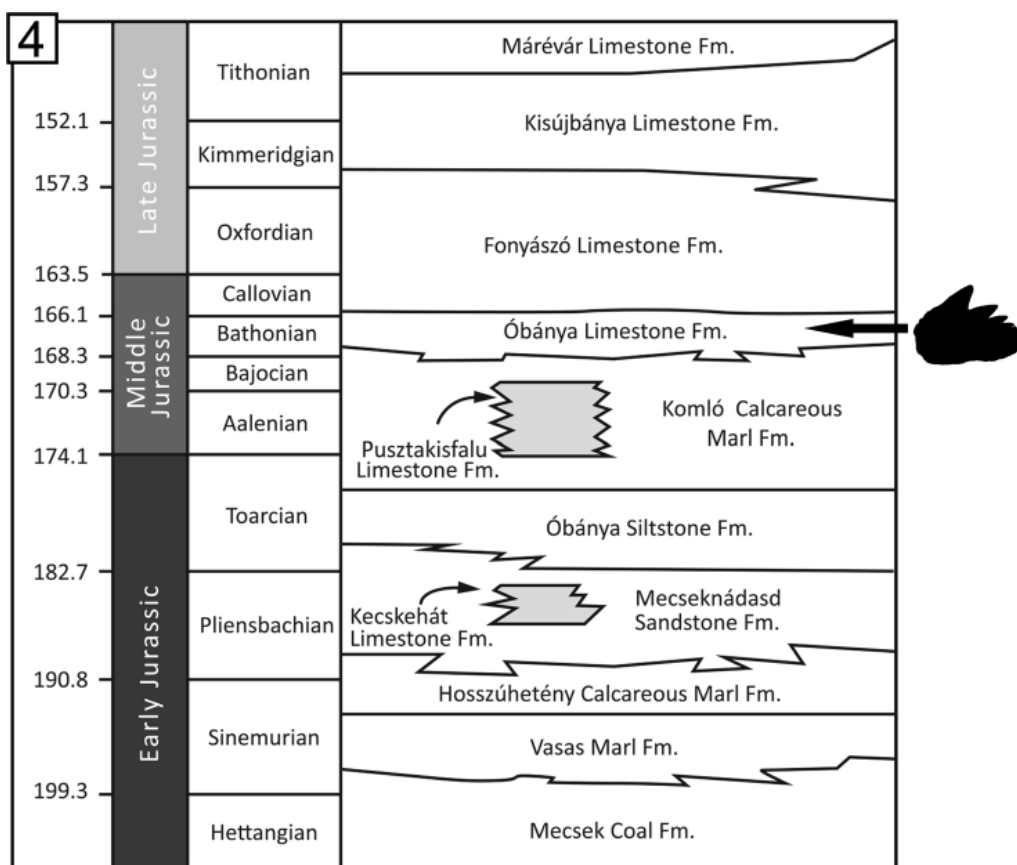 4
Late Jurassic
Middle
Jurassic
Early Jurassic
152.1
157.3
163.5
166.1
168.3
170.3
174.1
182.7
190.8
199.3
Tithonian
Kimmeridgian
Oxfordian
Callovian
Bathonian
Bajocian
Aalenian
Toarcian
Pliensbachian
Sinemurian
Hettangian
Márévár Limestone Fm.
Kisújbánya Limestone Fm.
Fonyászó Limestone Fm.
Óbánya Limestone Fm.
Komló Calcareous
Marl Fm.
Pusztakisfalu
Limestone Fm.
Óbánya Siltstone Fm.
Kecskehát
Limestone Fm.
Mecseknádasd
Sandstone Fm.
Hosszúhetény Calcareous Marl Fm.
Vasas Marl Fm.
Mecsek Coal Fm.